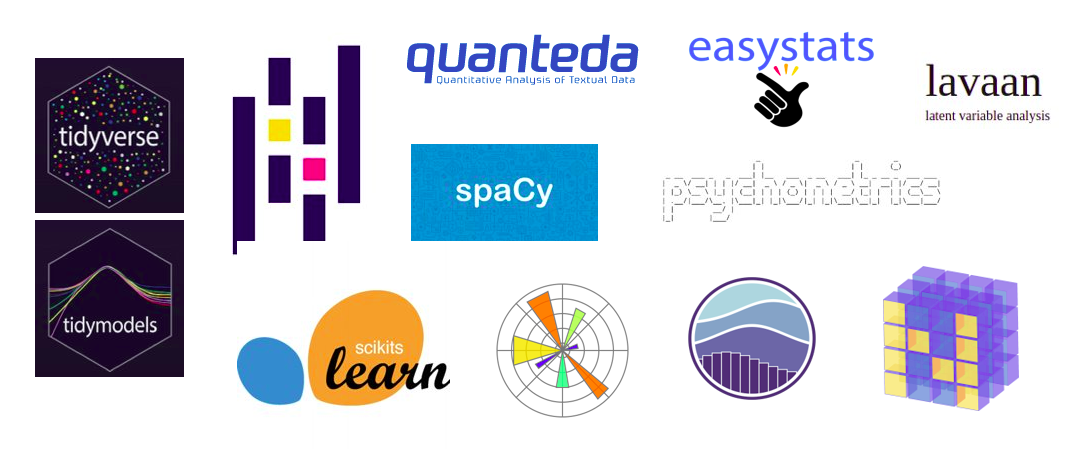 tidyverse
tidymodels
quanteda
Quantitative Analysis of Textual Data
spaCy
scikits
learn
easystats
lavaan
latent variable analysis
psychonetrics